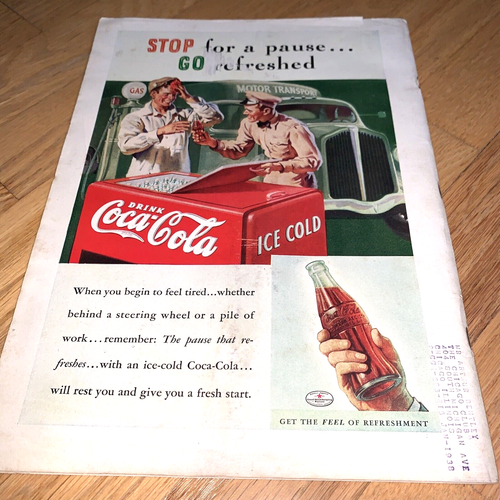 STOP for a pause...
GO refreshed
GAS
MOTOR TRANSPORT
DRINK
Coca-Cola
ICE COLD
When you begin to feel tired...whether
behind a steering wheel or a pile of
work...remember: The pause that re-
freshes...with an ice-cold Coca-Cola...
will rest you and give you a fresh start.
Coca-Cola
GET THE FEEL OF REFRESHMENT